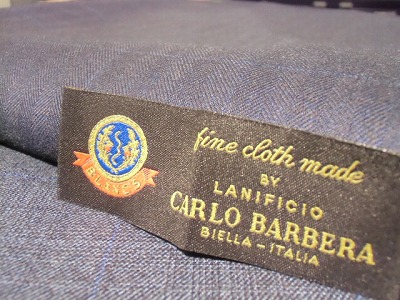 fine cloth made
BY
LANIFICIO
CARLO BARBERA
BIELLA-ITALIA